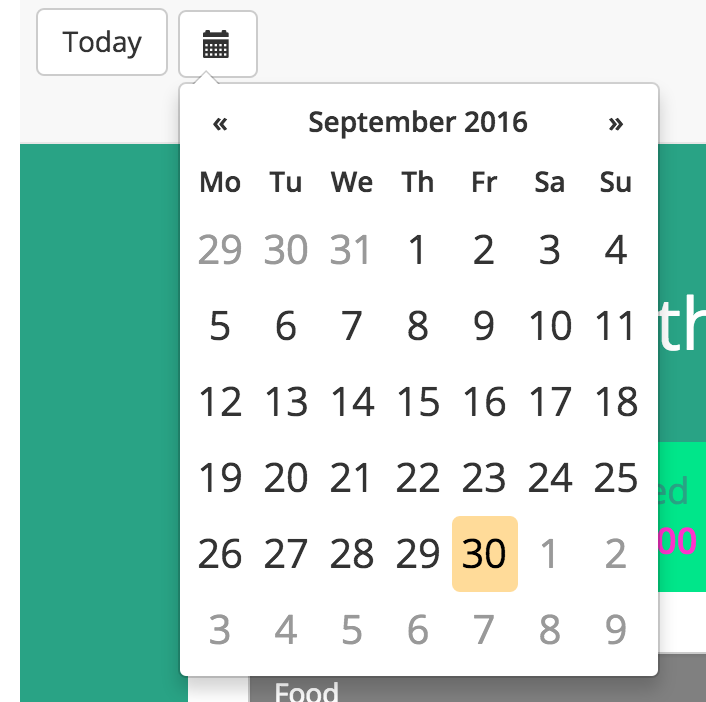 Today
« September 2016 »
Mo Tu We Th Fr Sa Su
29 30 31 1 2 3 4
5 6 7 8 9 10 11
12 13 14 15 16 17 18
19 20 21 22 23 24 25
26 27 28 29 30 1 2
3 4 5 6 7 8 9
Food